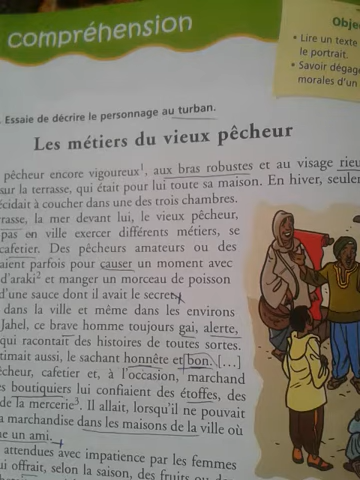 compréhension
Obje
• Lire un texte
le portrait.
• Savoir dégag
morales d'un
. Essaie de décrire le personnage au turban.
Les métiers du vieux pêcheur
pêcheur encore vigoureux¹, aux bras robustes et au visage rieu
sur la terrasse, qui était pour lui toute sa maison. En hiver, seulem
écidait à coucher dans une des trois chambres.
rrasse, la mer devant lui, le vieux pêcheur,
pas en ville exercer différents métiers, se
cafetier. Des pêcheurs amateurs ou des
aient parfois pour causer un moment avec
d'araki² et manger un morceau de poisson
d'une sauce dont il avait le secret
dans la ville et même dans les environs
Jahel, ce brave homme toujours gai, alerte,
qui racontait des histoires de toutes sortes.
timait aussi, le sachant honnête et bon. [...]
êcheur, cafetier et, à l'occasion, marchand
es boutiquiers lui confiaient des étoffes, des
de la mercerie³. Il allait, lorsqu'il ne pouvait
a marchandise dans les maisons de la ville où
me un ami.
attendues avec impatience par les femmes
ui offrait, selon la saison, des fruits ou d